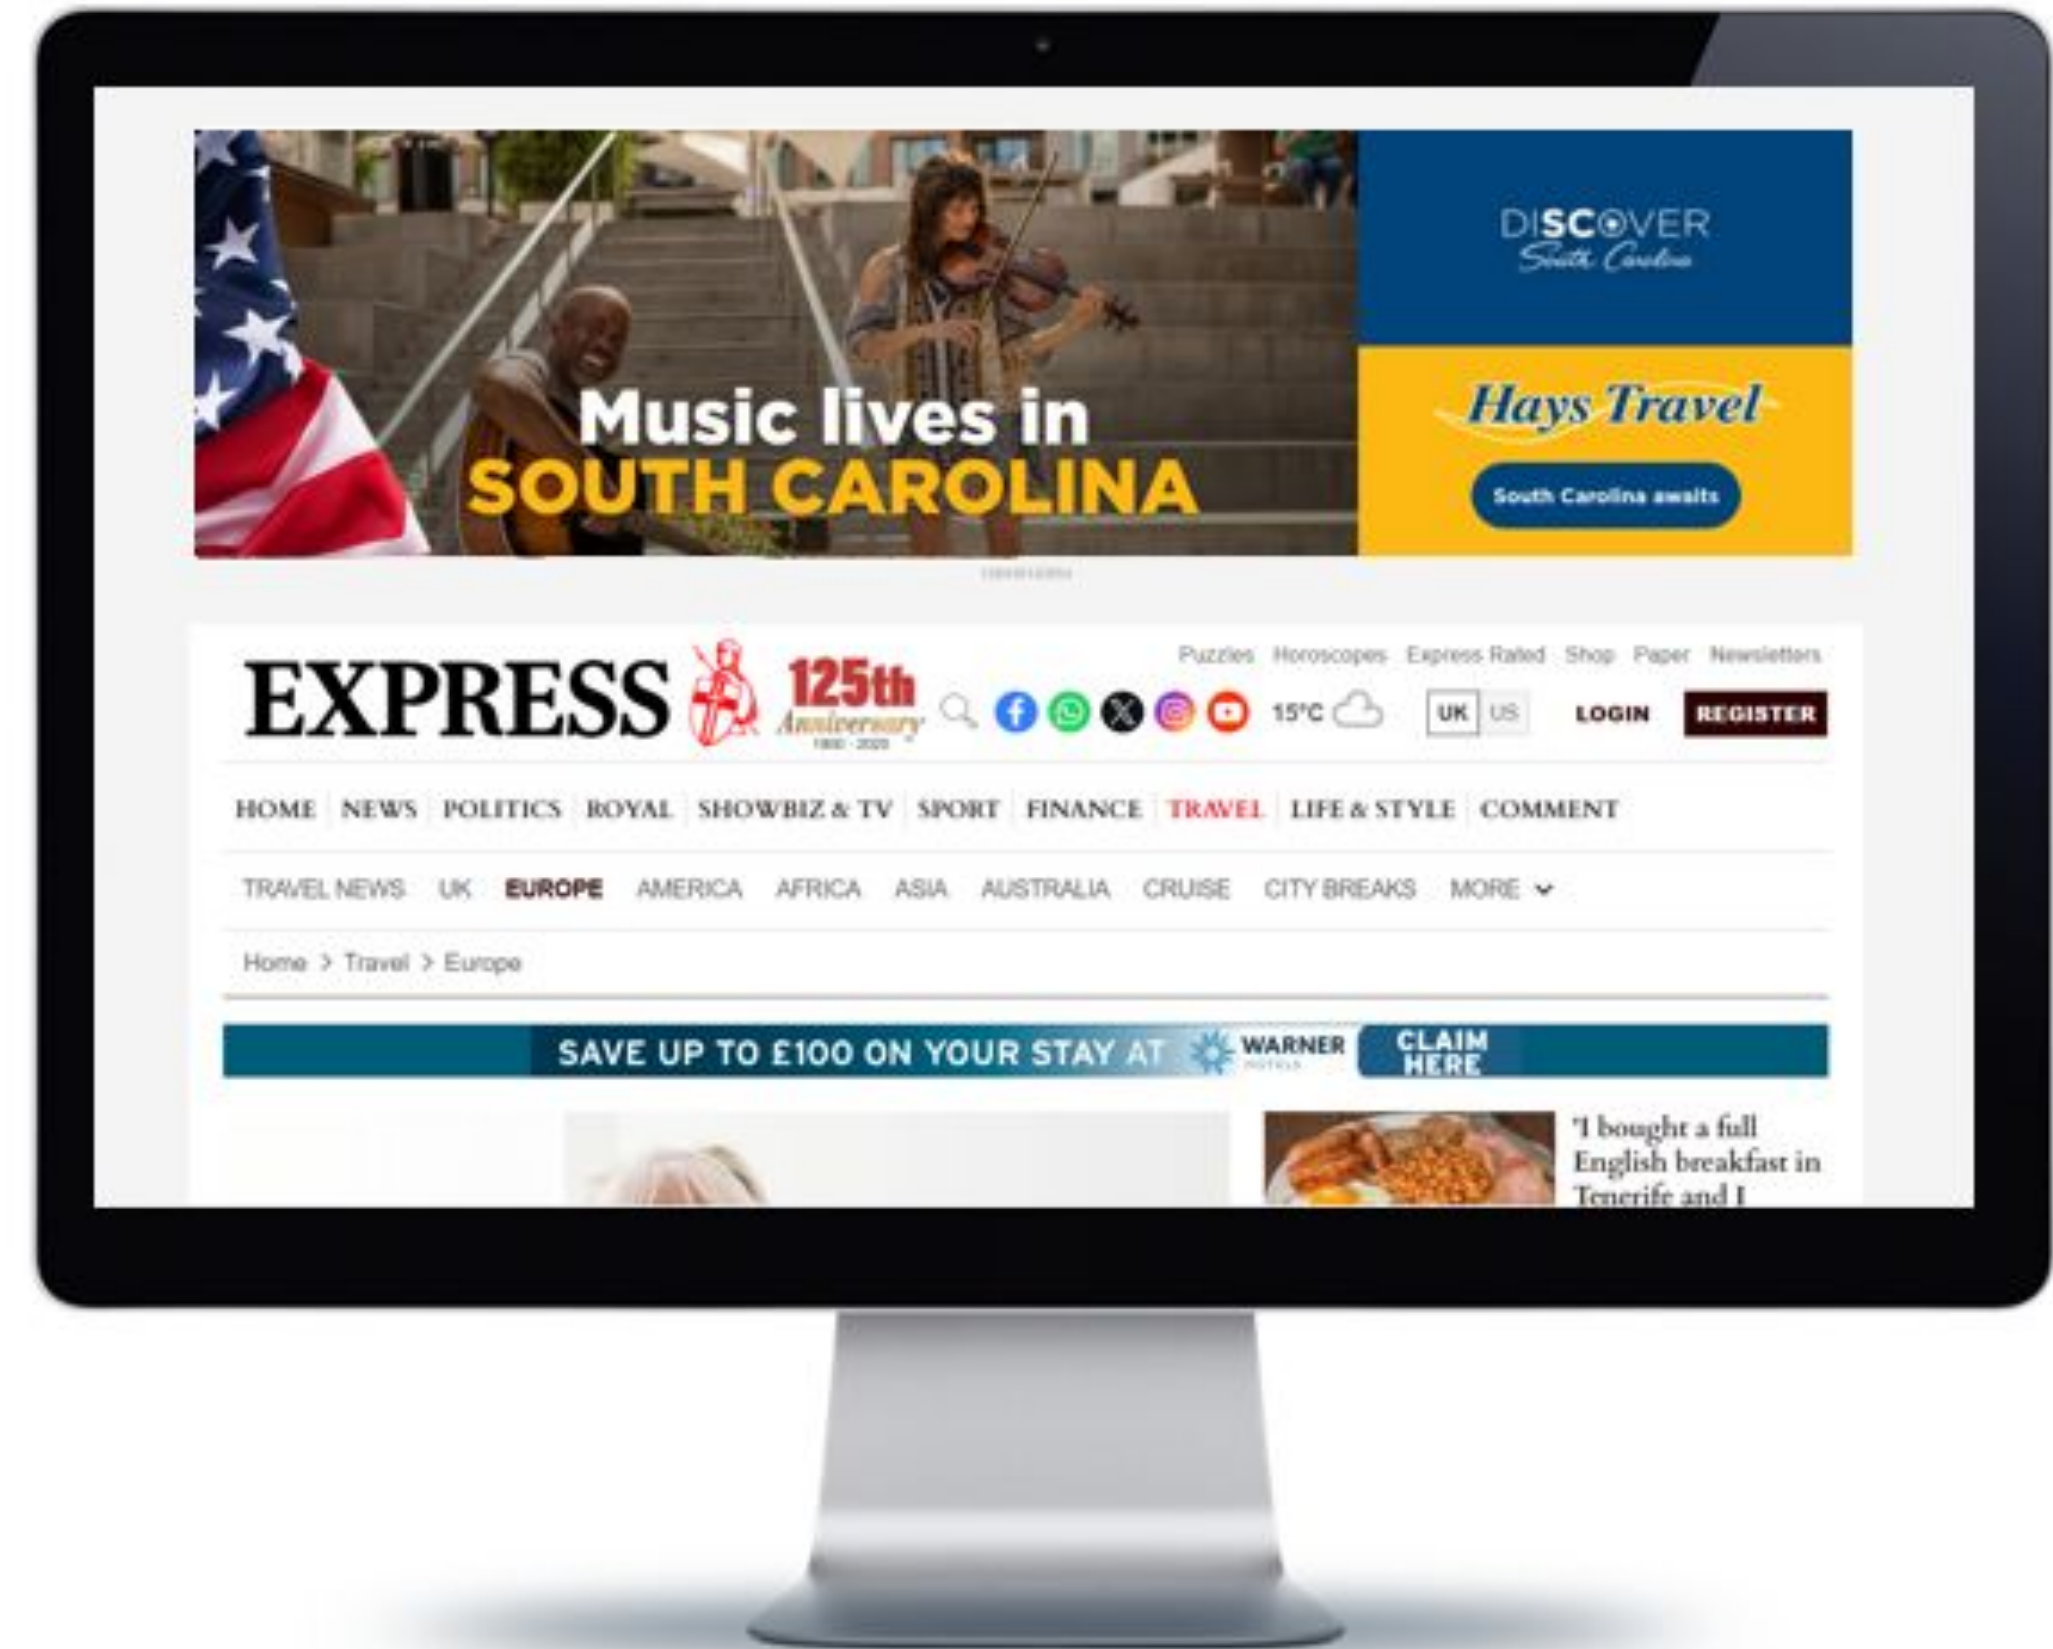 DISCOVER
South Carolina
Music lives in
SOUTH CAROLINA
Hays Travel
South Carolina awaits
Puzzles Horoscopes Express Rated Shop Paper Newsletters
EXPRESS 125th
Anniversary
15°C UK US LOGIN REGISTER
HOME NEWS POLITICS ROYAL SHOWBIZ & TV SPORT FINANCE TRAVEL LIFE & STYLE COMMENT
TRAVEL NEWS UK EUROPE AMERICA AFRICA ASIA AUSTRALIA CRUISE CITY BREAKS MORE
Home > Travel > Europe
SAVE UP TO £100 ON YOUR STAY AT WARNER HOTELS CLAIM
HERE
'I bought a full
English breakfast in
Tenerife and I